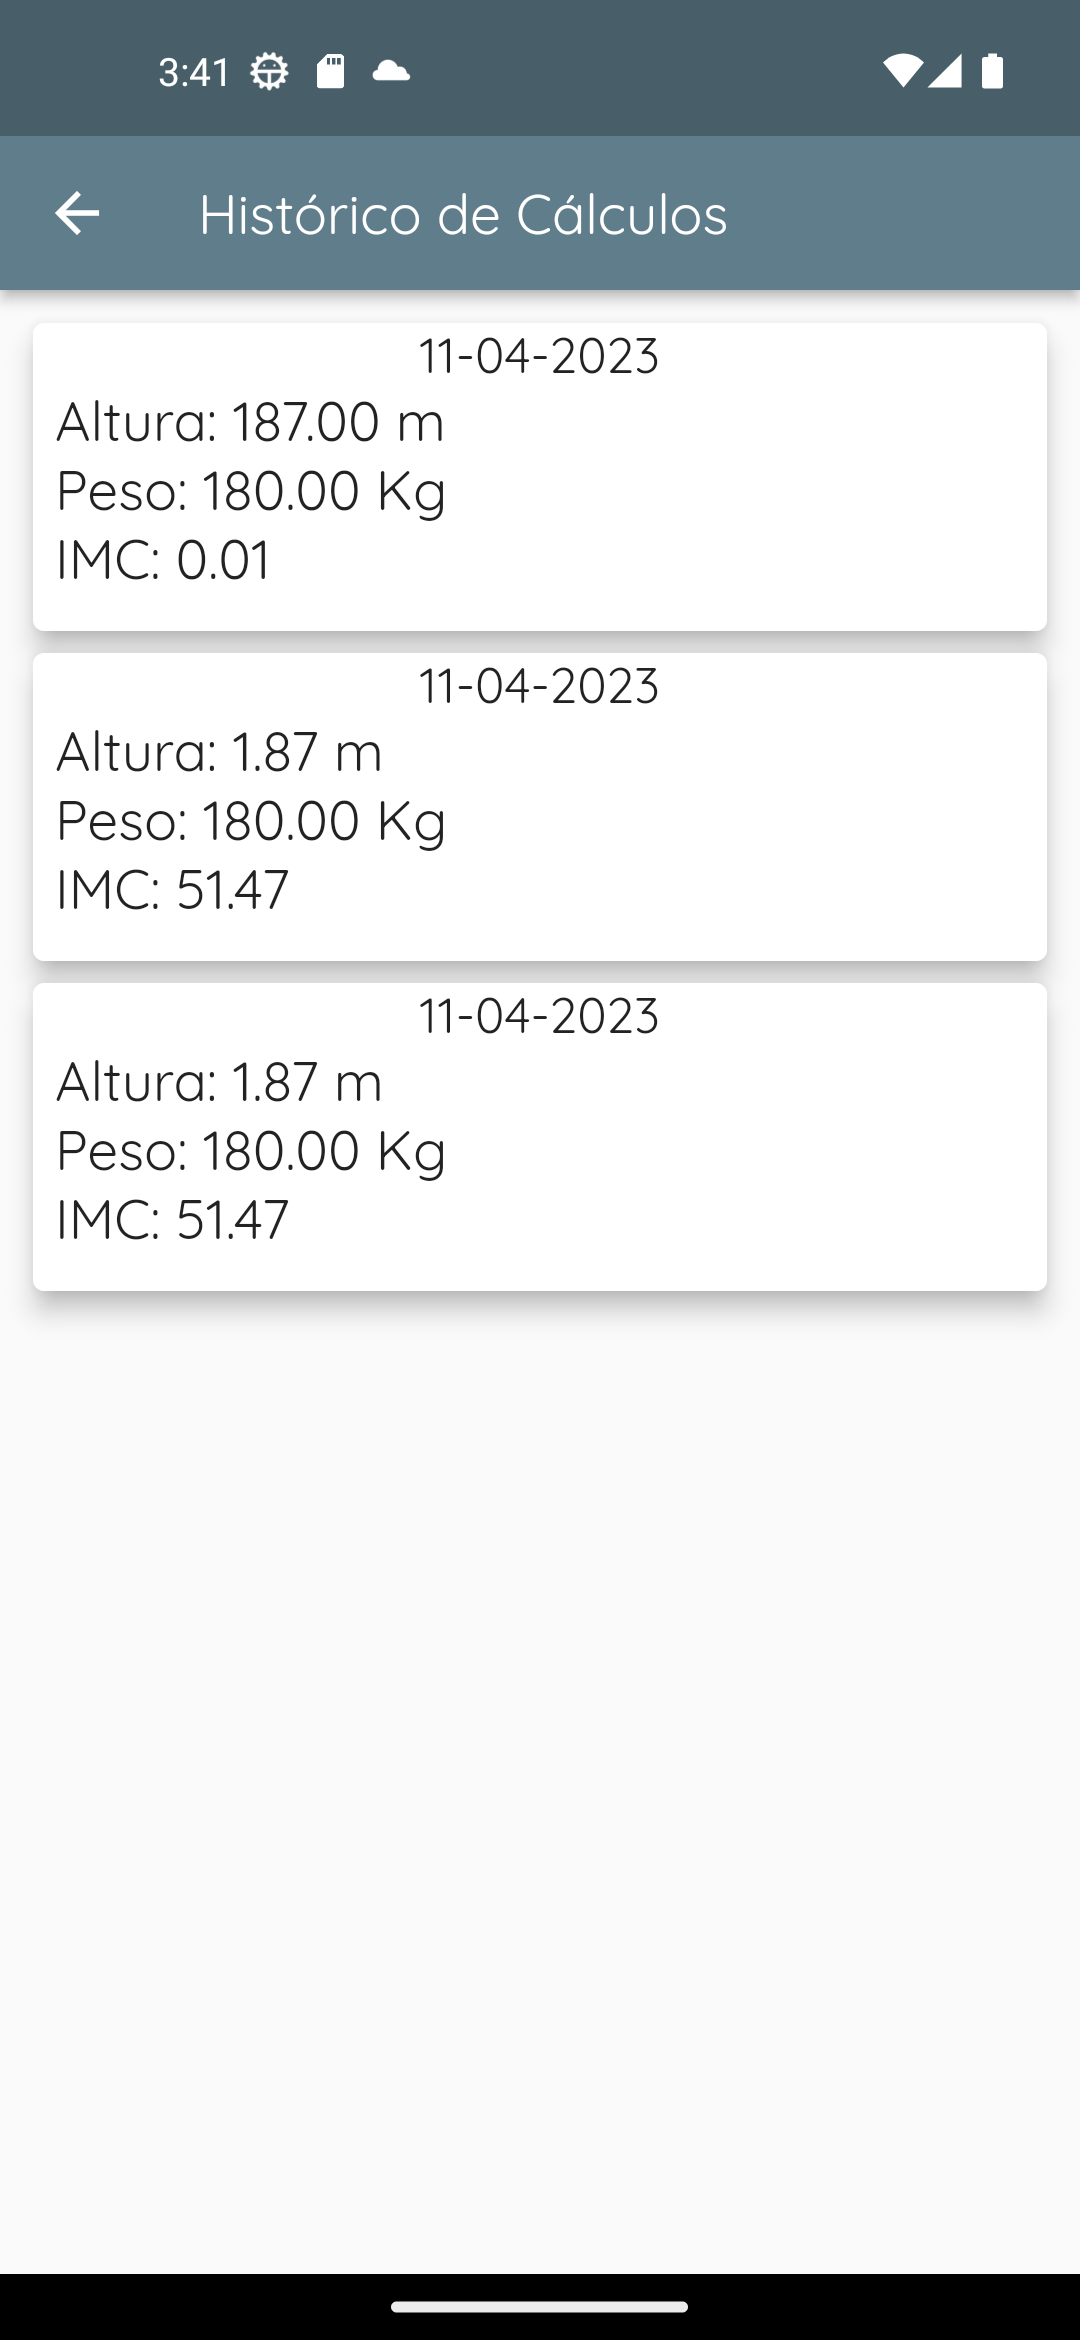 3:41
Histórico de Cálculos
11-04-2023
Altura: 187.00 m
Peso: 180.00 Kg
IMC: 0.01
11-04-2023
Altura: 1.87 m
Peso: 180.00 Kg
IMC: 51.47
11-04-2023
Altura: 1.87 m
Peso: 180.00 Kg
IMC: 51.47